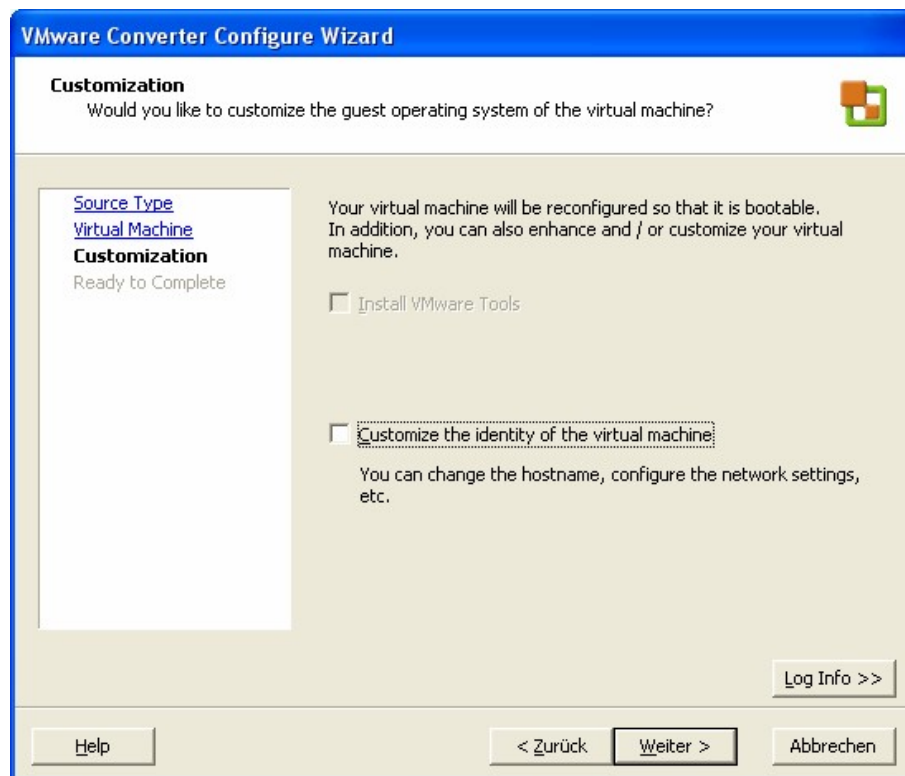 VMware Converter Configure Wizard
Customization
Would you like to customize the guest operating system of the virtual machine?
Source Type
Virtual Machine
Customization
Ready to Complete
Your virtual machine will be reconfigured so that it is bootable.
In addition, you can also enhance and / or customize your virtual
machine.
Install VMware Tools
Customize the identity of the virtual machine
You can change the hostname, configure the network settings,
etc.
Log Info >>
Help
< Zurück
Weiter >
Abbrechen